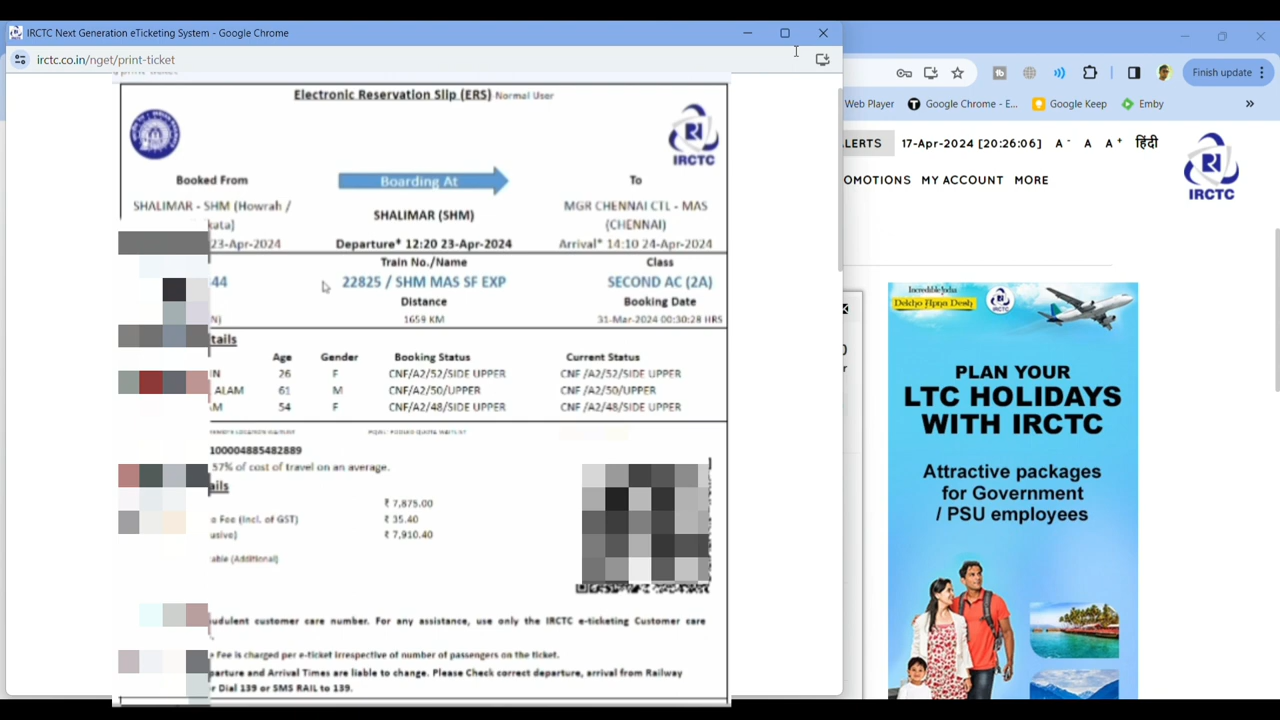 IRCTC Next Generation eTicketing System - Google Chrome
irctc.co.in/nget/print-ticket
Finish update
Web Player
Google Chrome - E...
Google Keep
Emby
»
LERTS
17-Apr-2024 [20:26:06]
A-
A
A+
हिंदी
OMOTIONS
MY ACCOUNT
MORE
IRCTC
Electronic Reservation Slip (ERS)-Normal User
IRCTC
Booked From
Boarding At
To
SHALIMAR - SHM (Howrah /
kata)
SHALIMAR (SHM)
MGR CHENNAI CTL - MAS
(CHENNAI)
23-Apr-2024
Departure* 12:20 23-Apr-2024
Arrival* 14:10 24-Apr-2024
44
Train No./Name
22825 / SHM MAS SF EXP
Class
SECOND AC (2A)
N)
Distance
1659 KM
Booking Date
31-Mar-2024 00:30:28 HRS
tails
Age Gender Booking Status Current Status
IN 26 F CNF/A2/52/SIDE UPPER CNF /A2/52/SIDE UPPER
ALAM 61 M CNF/A2/50/UPPER CNF /A2/50/UPPER
AM 54 F CNF/A2/48/SIDE UPPER CNF /A2/48/SIDE UPPER
100004885482889
57% of cost of travel on an average.
ails
₹ 7,875.00
e Fee (Incl. of GST) ₹ 35.40
usive) ₹ 7,910.40
able (Additional)
udulent customer care number. For any assistance, use only the IRCTC e-ticketing Customer care
e Fee is charged per e-ticket irrespective of number of passengers on the ticket.
parture and Arrival Times are liable to change. Please Check correct departure, arrival from Railway
r Dial 139 or SMS RAIL to 139.
Incredible India
Dekho Apna Desh
PLAN YOUR
LTC HOLIDAYS
WITH IRCTC
Attractive packages
for Government
/ PSU employees